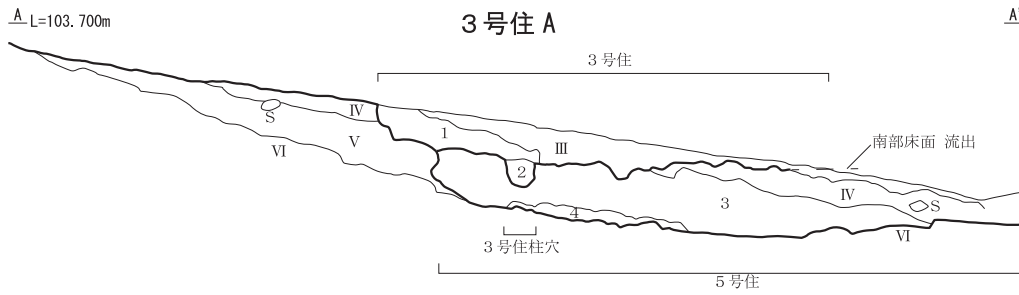 A L=103.700m
3号住 A
A'
3号住
S
Ⅳ
Ⅴ
Ⅵ
1
Ⅲ
2
南部床面 流出
3
Ⅳ
S
4
Ⅵ
3号住柱穴
5号住